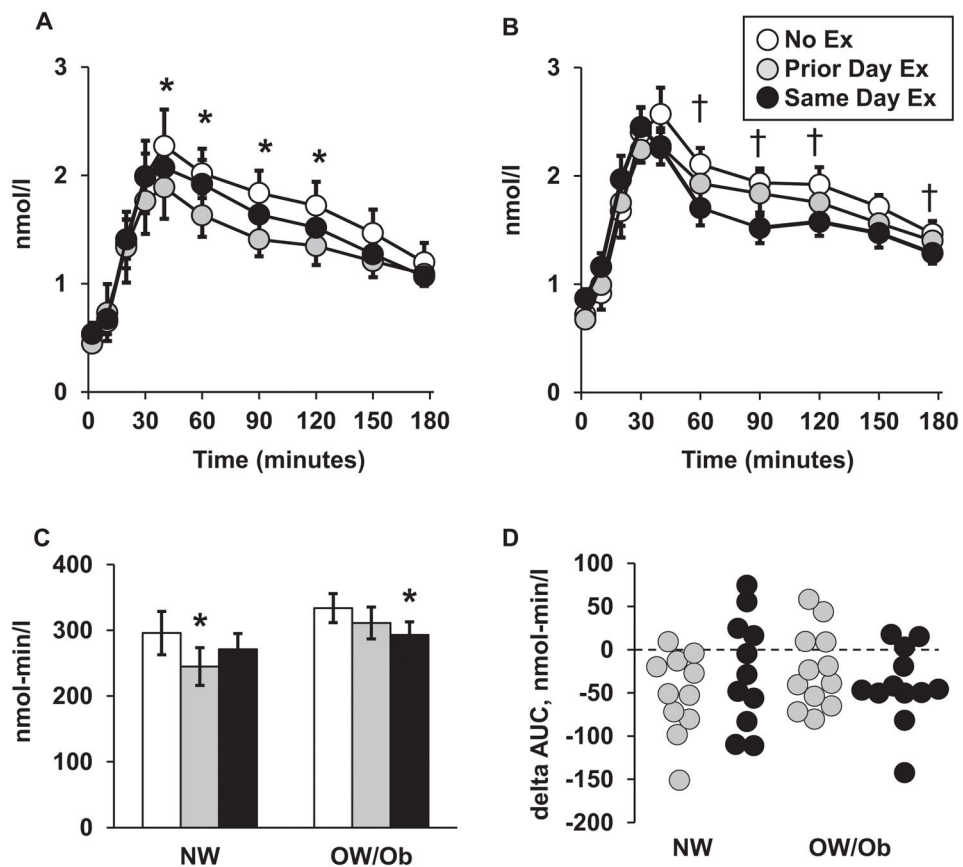 A
nmol/l
3
2
1
0
* * * *
0 30 60 90 120 150 180
Time (minutes)
B
No Ex
Prior Day Ex
Same Day Ex
nmol/l
3
2
1
0
† † † †
0 30 60 90 120 150 180
Time (minutes)
C
nmol-min/l
400
300
200
100
0
* *
NW OW/Ob
D
delta AUC, nmol-min/l
100
50
0
-50
-100
-150
-200
NW OW/Ob